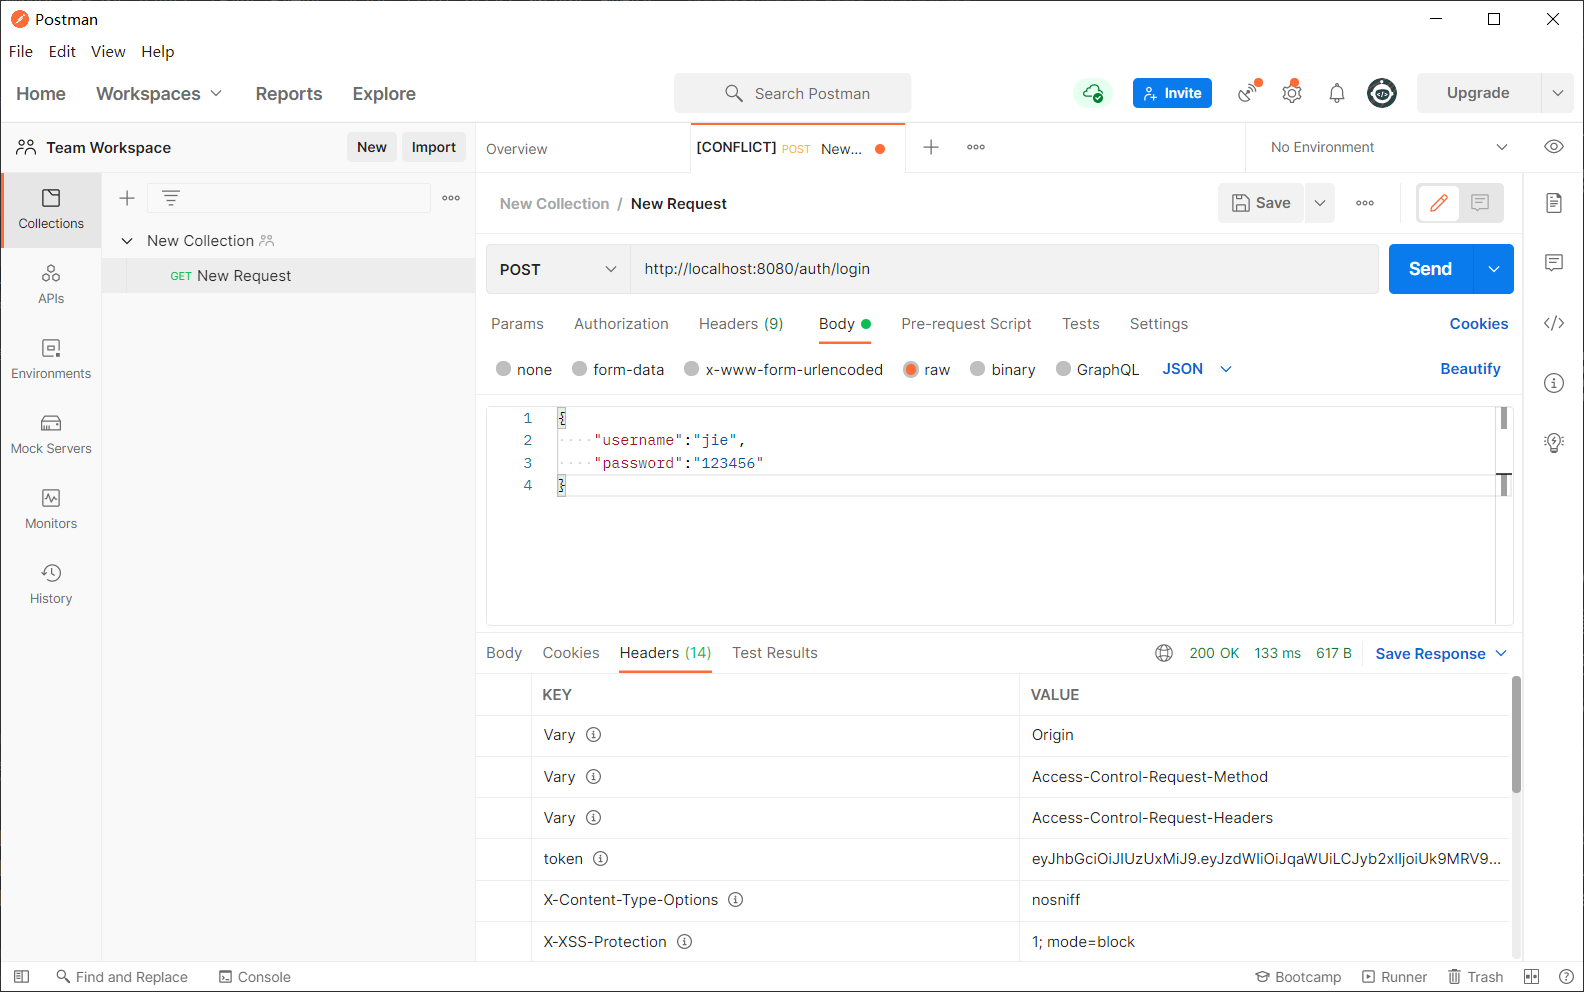 Postman
File Edit View Help
Home Workspaces Reports Explore Search Postman Invite Upgrade
Team Workspace New Import Overview [CONFLICT] POST New... No Environment
Collections
New Collection
GET New Request
APIs
Environments
Mock Servers
Monitors
History
New Collection / New Request Save
POST http://localhost:8080/auth/login Send
Params Authorization Headers (9) Body Pre-request Script Tests Settings Cookies
none form-data x-www-form-urlencoded raw binary GraphQL JSON Beautify
1 {
2 ····"username":"jie",
3 ····"password":"123456"
4 }
Body Cookies Headers (14) Test Results 200 OK 133 ms 617 B Save Response
KEY VALUE
Vary Origin
Vary Access-Control-Request-Method
Vary Access-Control-Request-Headers
token eyJhbGciOiJIUzUxMiJ9.eyJzdWIiOiJqaWUiLCJyb2xlIjoiUk9MRV9...
X-Content-Type-Options nosniff
X-XSS-Protection 1; mode=block
Find and Replace Console Bootcamp Runner Trash